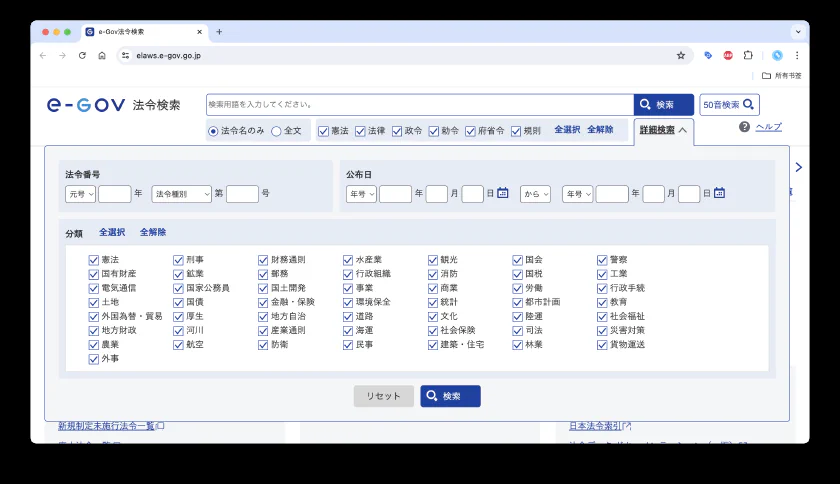 e-Gov法令検索
elaws.e-gov.go.jp
所有书签
e-GOV 法令検索
検索用語を入力してください。
検索
50音検索
法令名のみ 全文
憲法 法律 政令 勅令 府省令 規則
全選択 全解除
詳細検索
ヘルプ
法令番号
元号 年 法令種別 第 号
公布日
年号 年 月 日 から 年号 年 月 日
分類 全選択 全解除
憲法 刑事 財務通則 水産業 観光 国会 警察
国有財産 鉱業 郵務 行政組織 消防 国税 工業
電気通信 国家公務員 国土開発 事業 商業 労働 行政手続
土地 国債 金融・保険 環境保全 統計 都市計画 教育
外国為替・貿易 厚生 地方自治 道路 文化 陸運 社会福祉
地方財政 河川 産業通則 海運 社会保険 司法 災害対策
農業 航空 防衛 民事 建築・住宅 林業 貨物運送
外事
リセット
検索
新規制定未施行法令一覧
日本法令索引